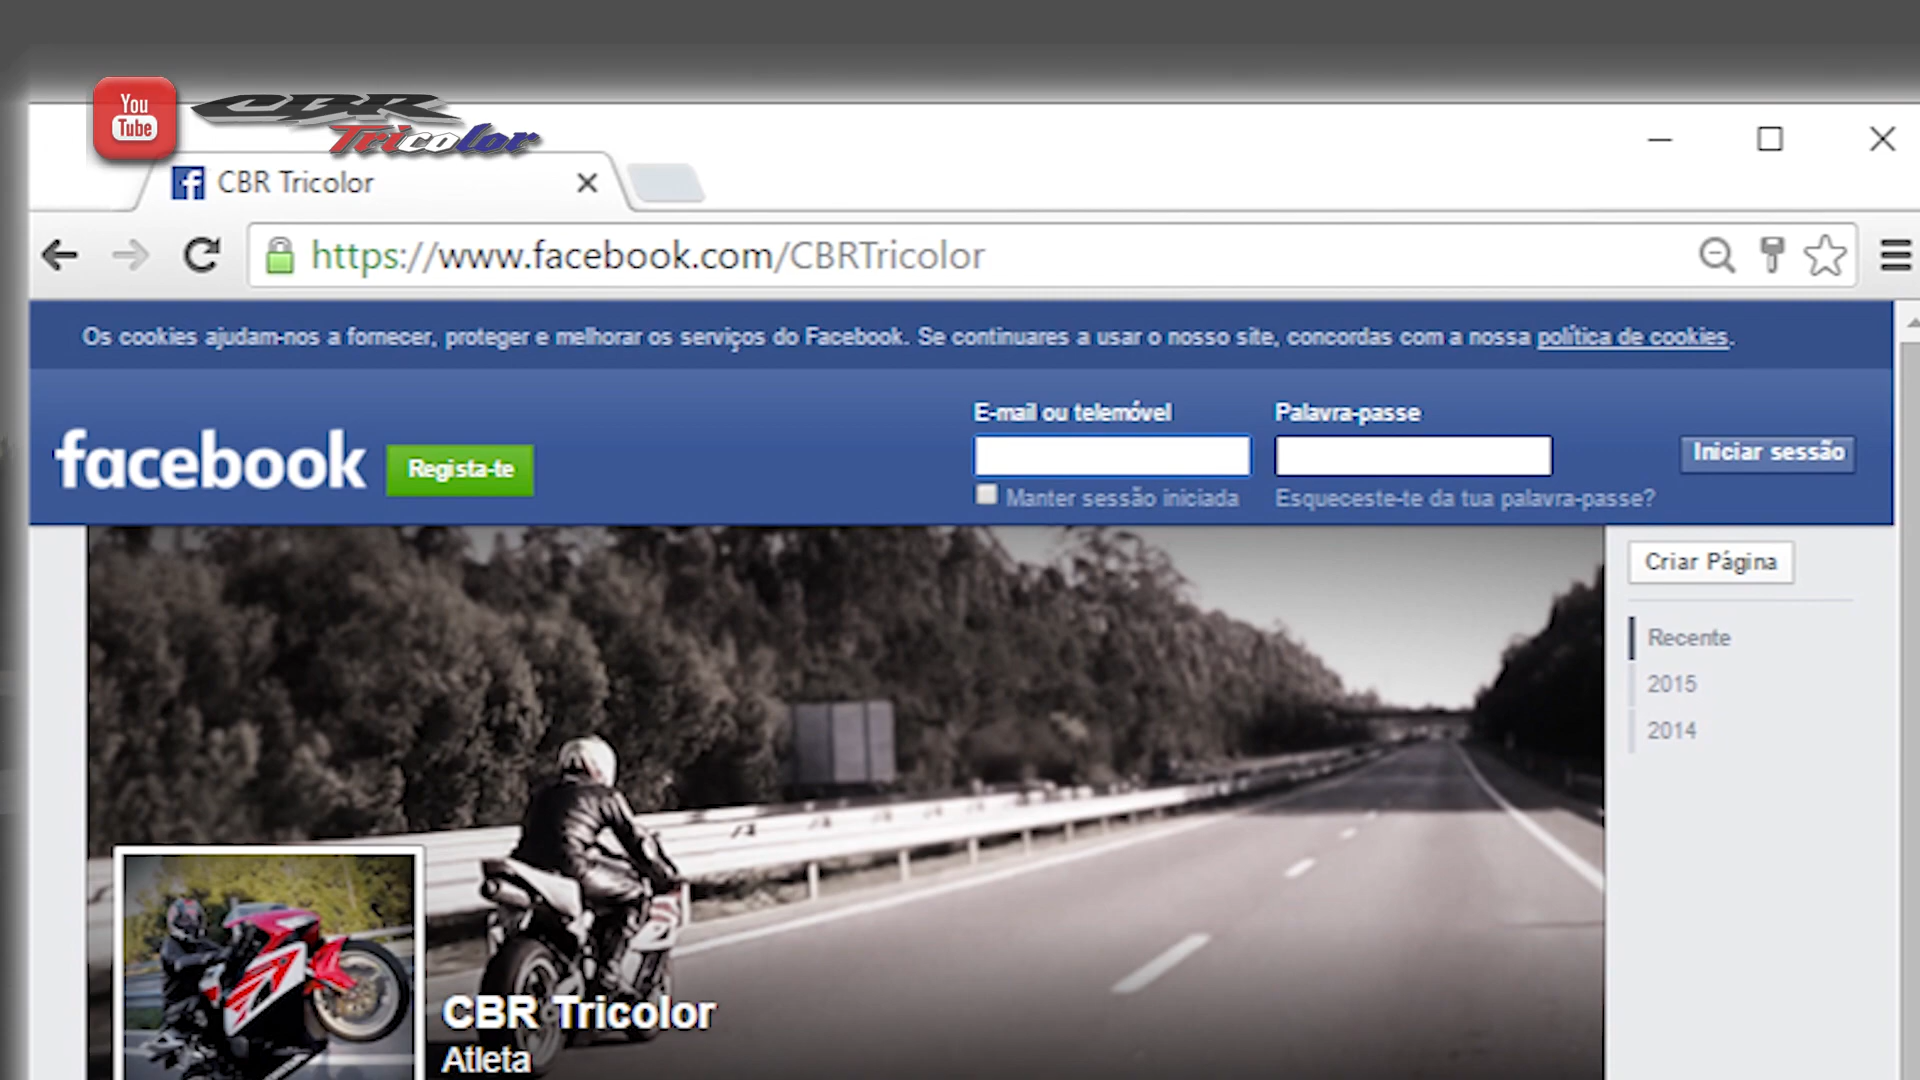 You
Tube
CBR
Tricolor
CBR Tricolor
https://www.facebook.com/CBRTricolor
Os cookies ajudam-nos a fornecer, proteger e melhorar os serviços do Facebook. Se continuares a usar o nosso site, concordas com a nossa política de cookies.
facebook
Regista-te
E-mail ou telemóvel
Palavra-passe
Iniciar sessão
Manter sessão iniciada
Esqueceste-te da tua palavra-passe?
Criar Página
Recente
2015
2014
CBR Tricolor
Atleta